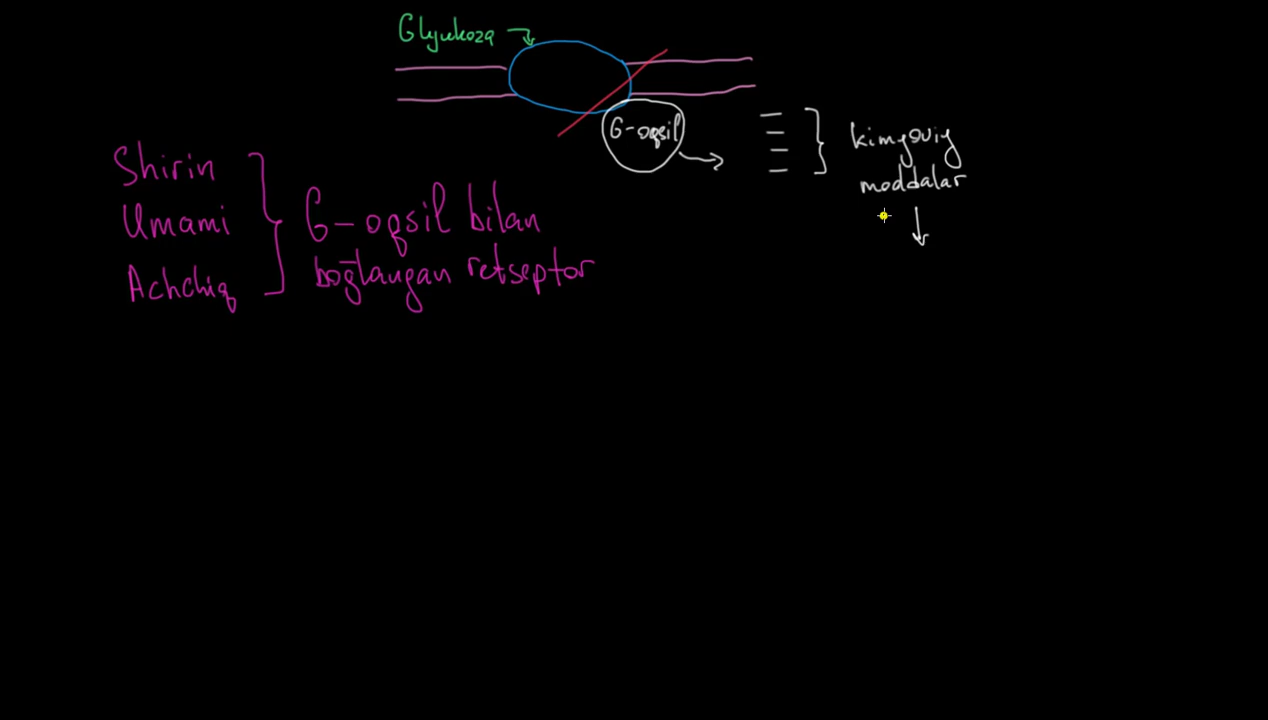 Glyukoza
G-oqsil
kimyoviy
moddalar
Shirin
Umami
Achchiq
G-oqsil bilan
bog'langan retseptor